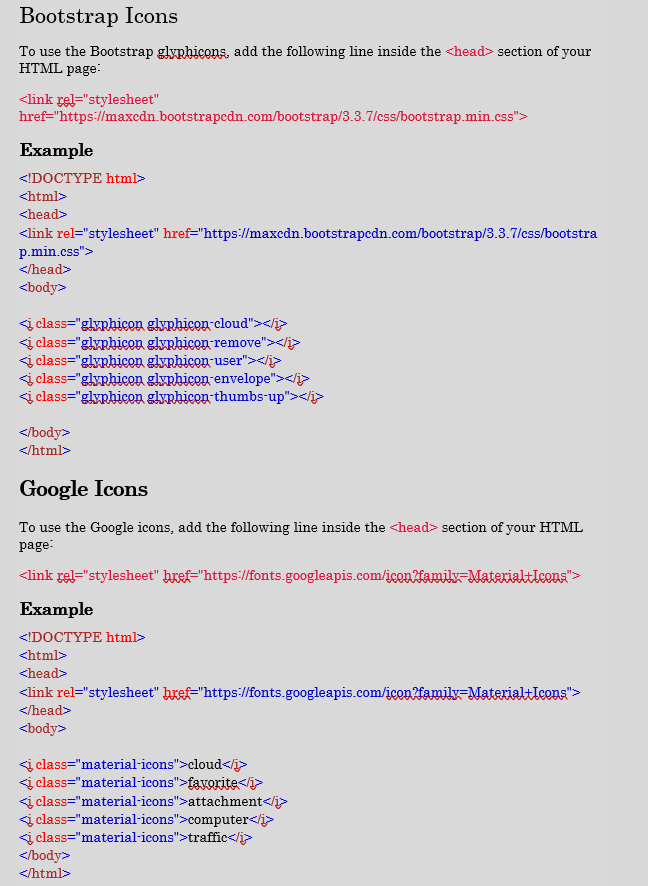 Bootstrap Icons
To use the Bootstrap glyphicons, add the following line inside the <head> section of your
HTML page:
<link rel="stylesheet"
href="https://maxcdn.bootstrapcdn.com/bootstrap/3.3.7/css/bootstrap.min.css">
Example
<!DOCTYPE html>
<html>
<head>
<link rel="stylesheet" href="https://maxcdn.bootstrapcdn.com/bootstrap/3.3.7/css/bootstra
p.min.css">
</head>
<body>
<i class="glyphicon glyphicon-cloud"></i>
<i class="glyphicon glyphicon-remove"></i>
<i class="glyphicon glyphicon-user"></i>
<i class="glyphicon glyphicon-envelope"></i>
<i class="glyphicon glyphicon-thumbs-up"></i>
</body>
</html>
Google Icons
To use the Google icons, add the following line inside the <head> section of your HTML
page:
<link rel="stylesheet" href="https://fonts.googleapis.com/icon?family=Material+Icons">
Example
<!DOCTYPE html>
<html>
<head>
<link rel="stylesheet" href="https://fonts.googleapis.com/icon?family=Material+Icons">
</head>
<body>
<i class="material-icons">cloud</i>
<i class="material-icons">favorite</i>
<i class="material-icons">attachment</i>
<i class="material-icons">computer</i>
<i class="material-icons">traffic</i>
</body>
</html>